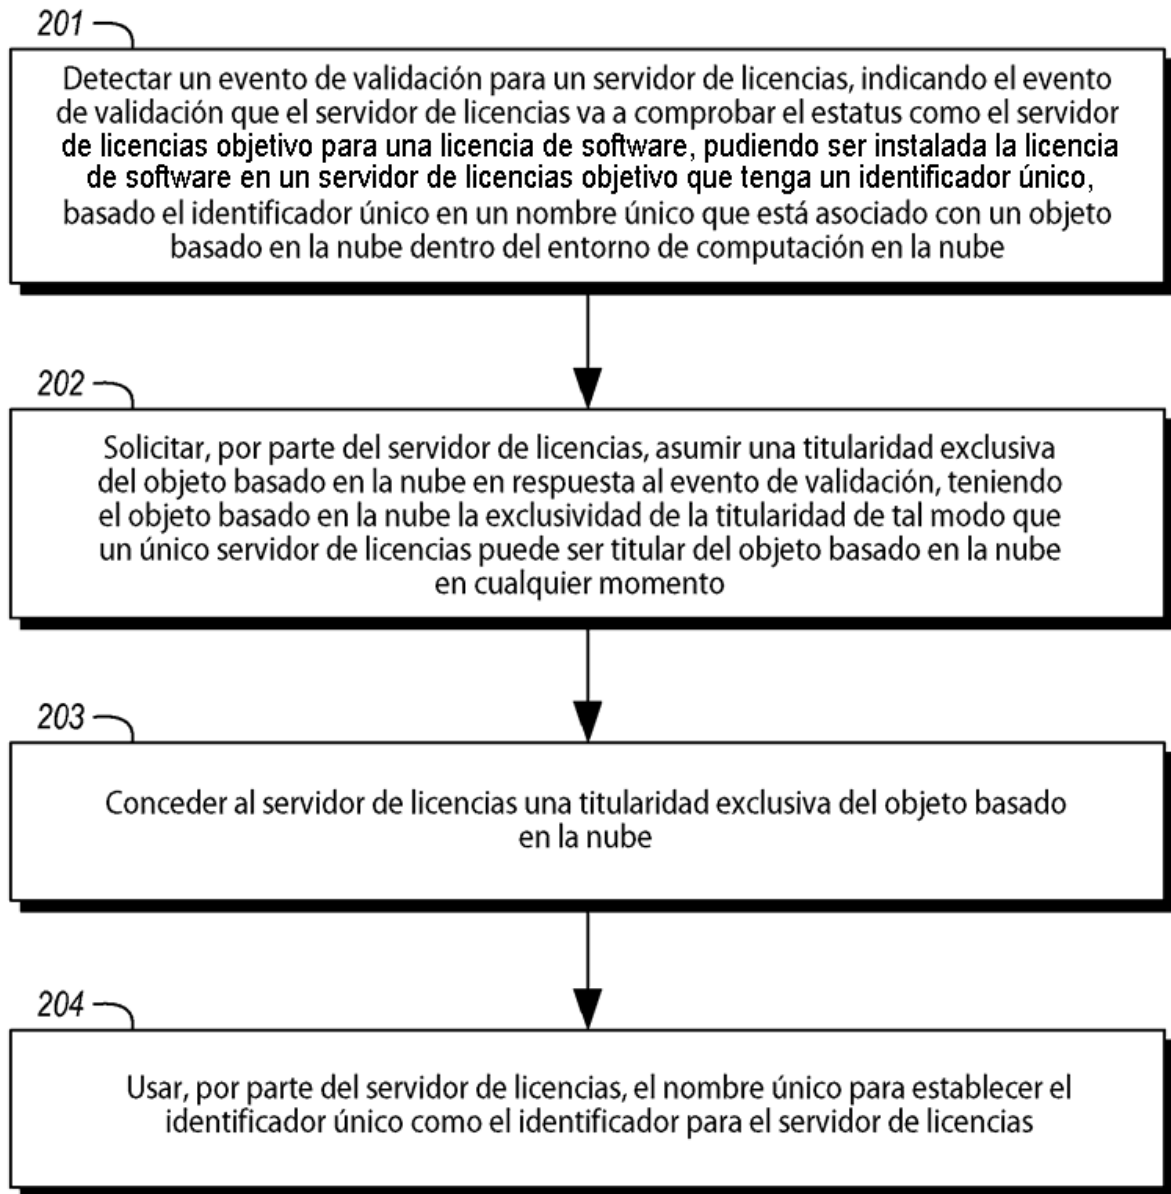 201
Detectar un evento de validación para un servidor de licencias, indicando el evento
de validación que el servidor de licencias va a comprobar el estatus como el servidor
de licencias objetivo para una licencia de software, pudiendo ser instalada la licencia
de software en un servidor de licencias objetivo que tenga un identificador único,
basado el identificador único en un nombre único que está asociado con un objeto
basado en la nube dentro del entorno de computación en la nube
202
Solicitar, por parte del servidor de licencias, asumir una titularidad exclusiva
del objeto basado en la nube en respuesta al evento de validación, teniendo
el objeto basado en la nube la exclusividad de la titularidad de tal modo que
un único servidor de licencias puede ser titular del objeto basado en la nube
en cualquier momento
203
Conceder al servidor de licencias una titularidad exclusiva del objeto basado
en la nube
204
Usar, por parte del servidor de licencias, el nombre único para establecer el
identificador único como el identificador para el servidor de licencias